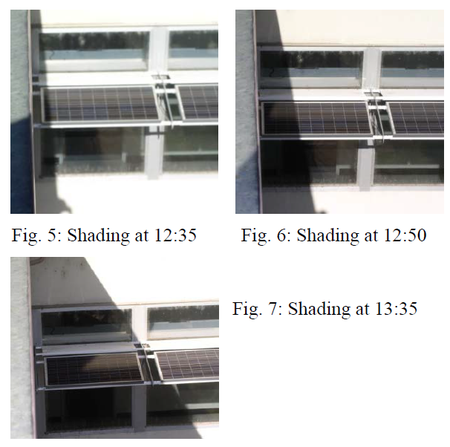 Fig. 5: Shading at 12:35
Fig. 6: Shading at 12:50
Fig. 7: Shading at 13:35